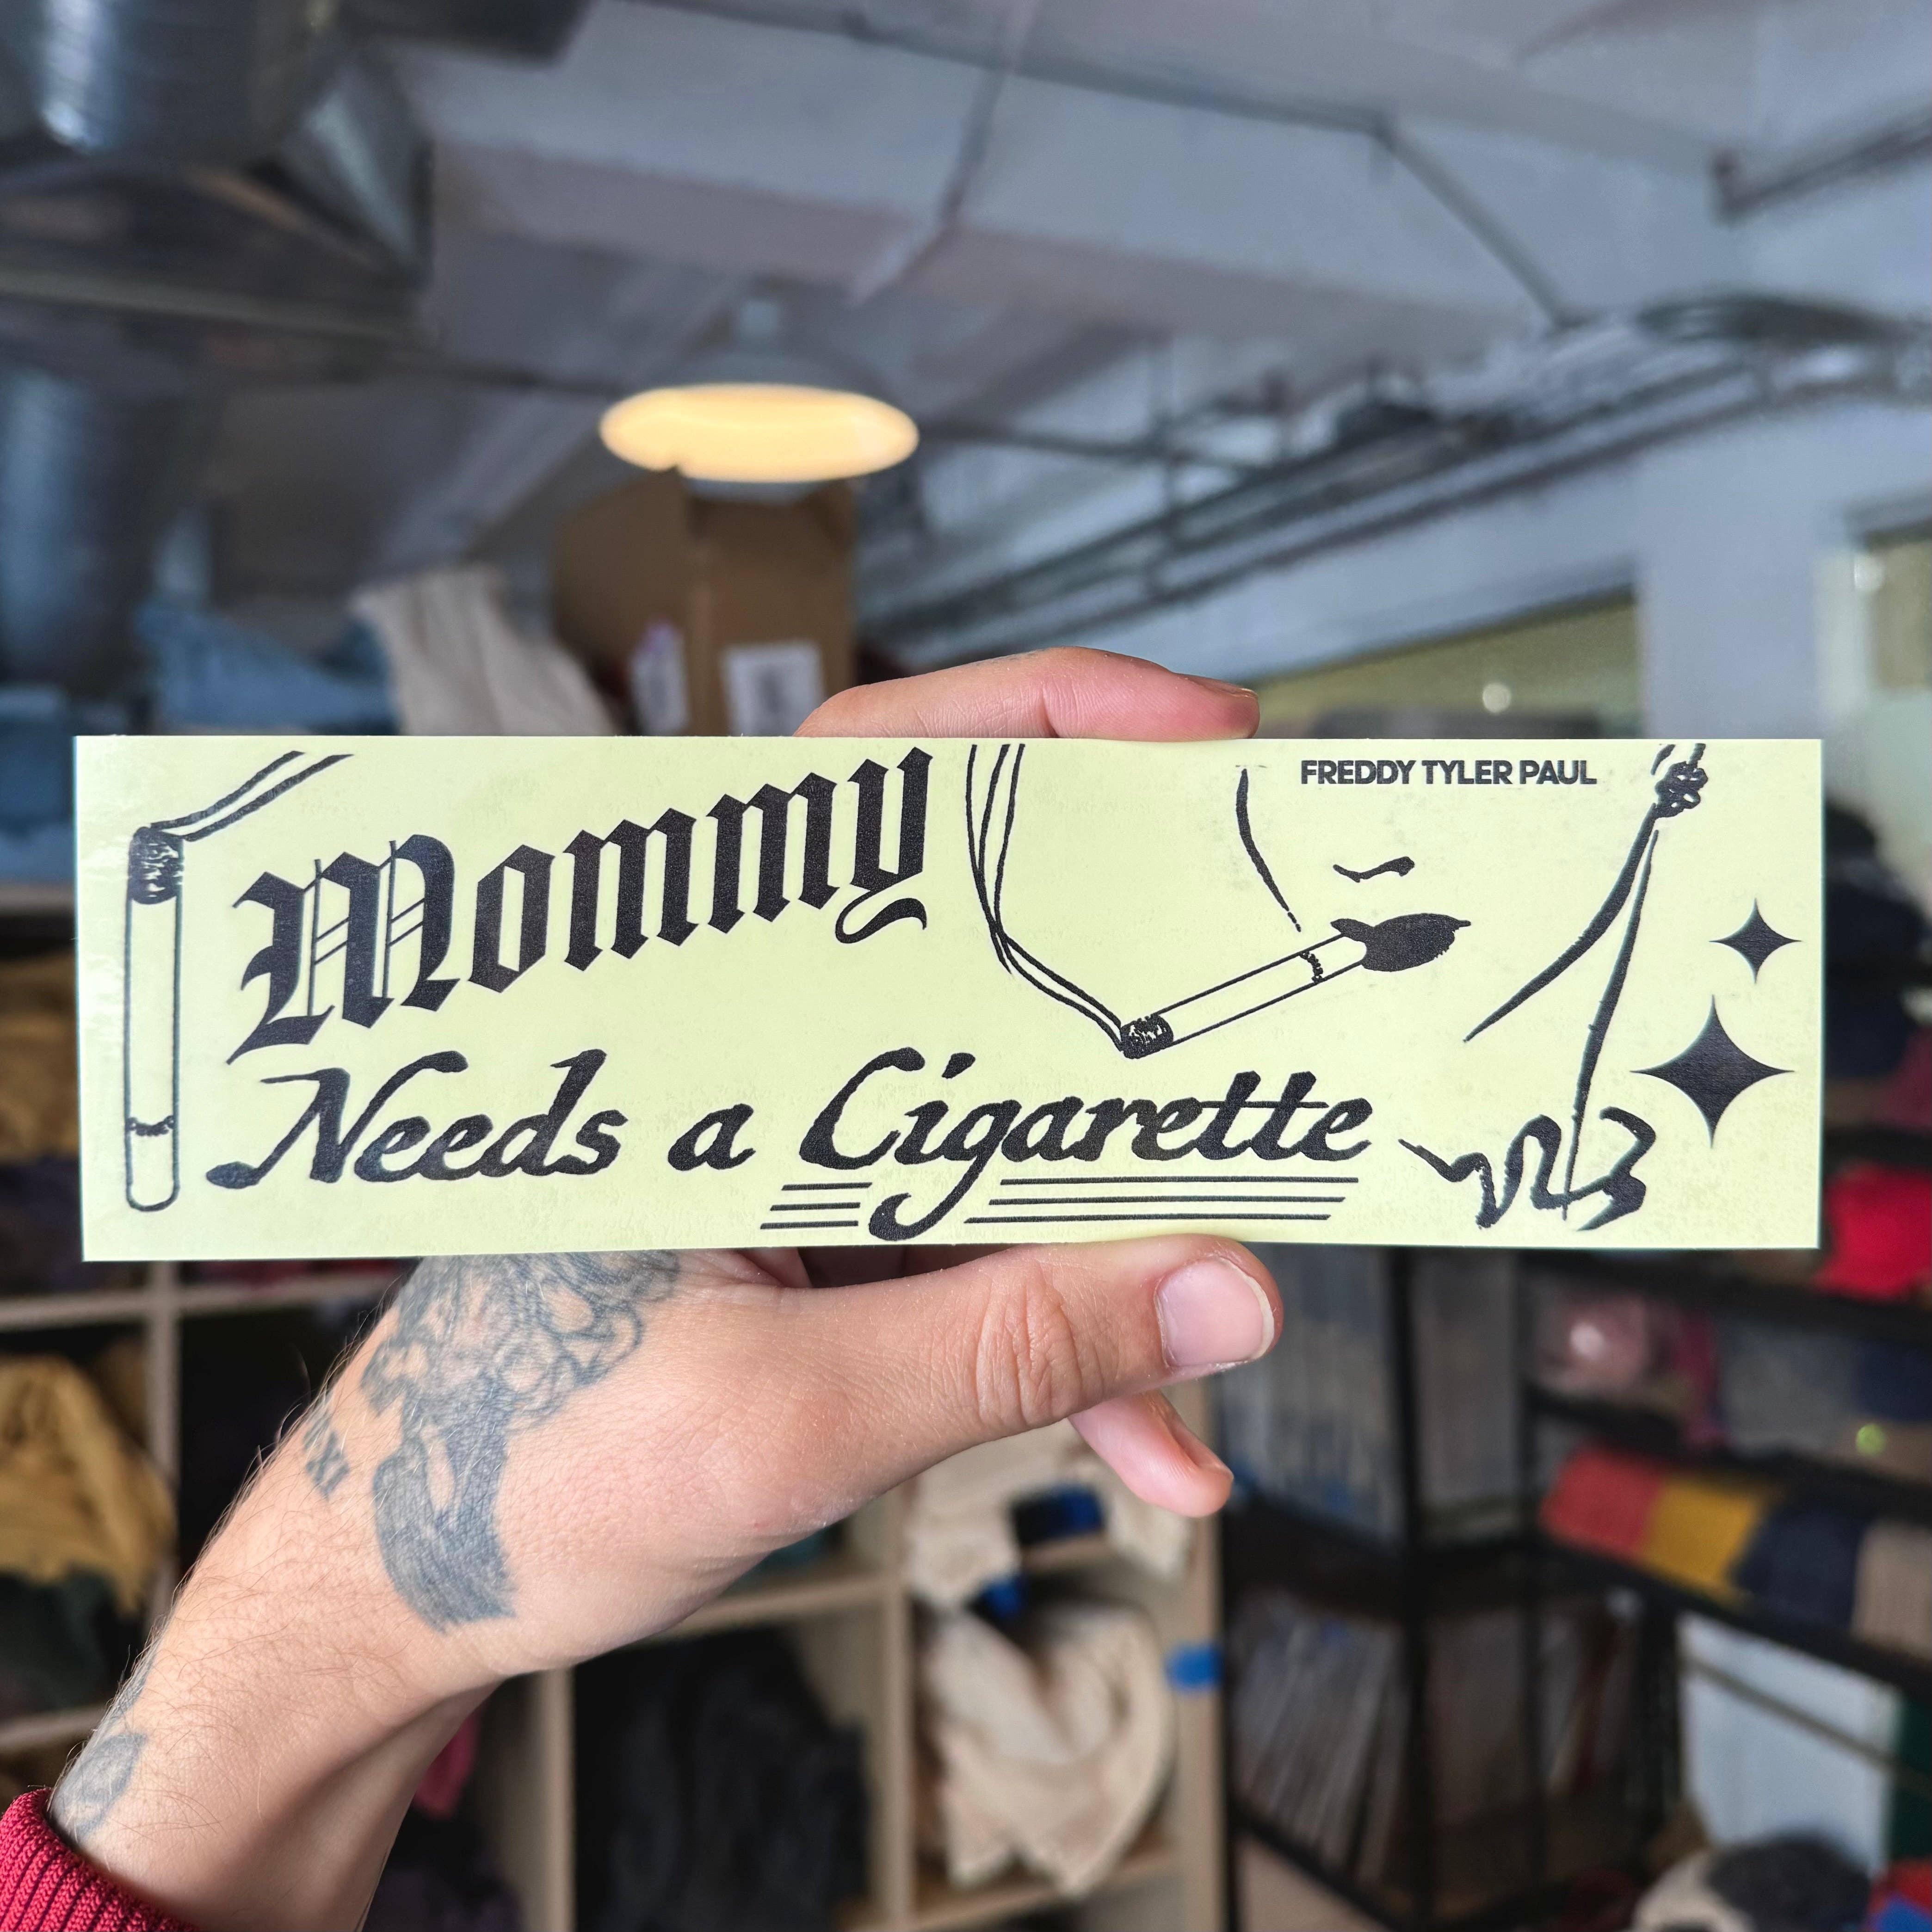 Mommy
FREDDY TYLER PAUL
Needs a Cigarette